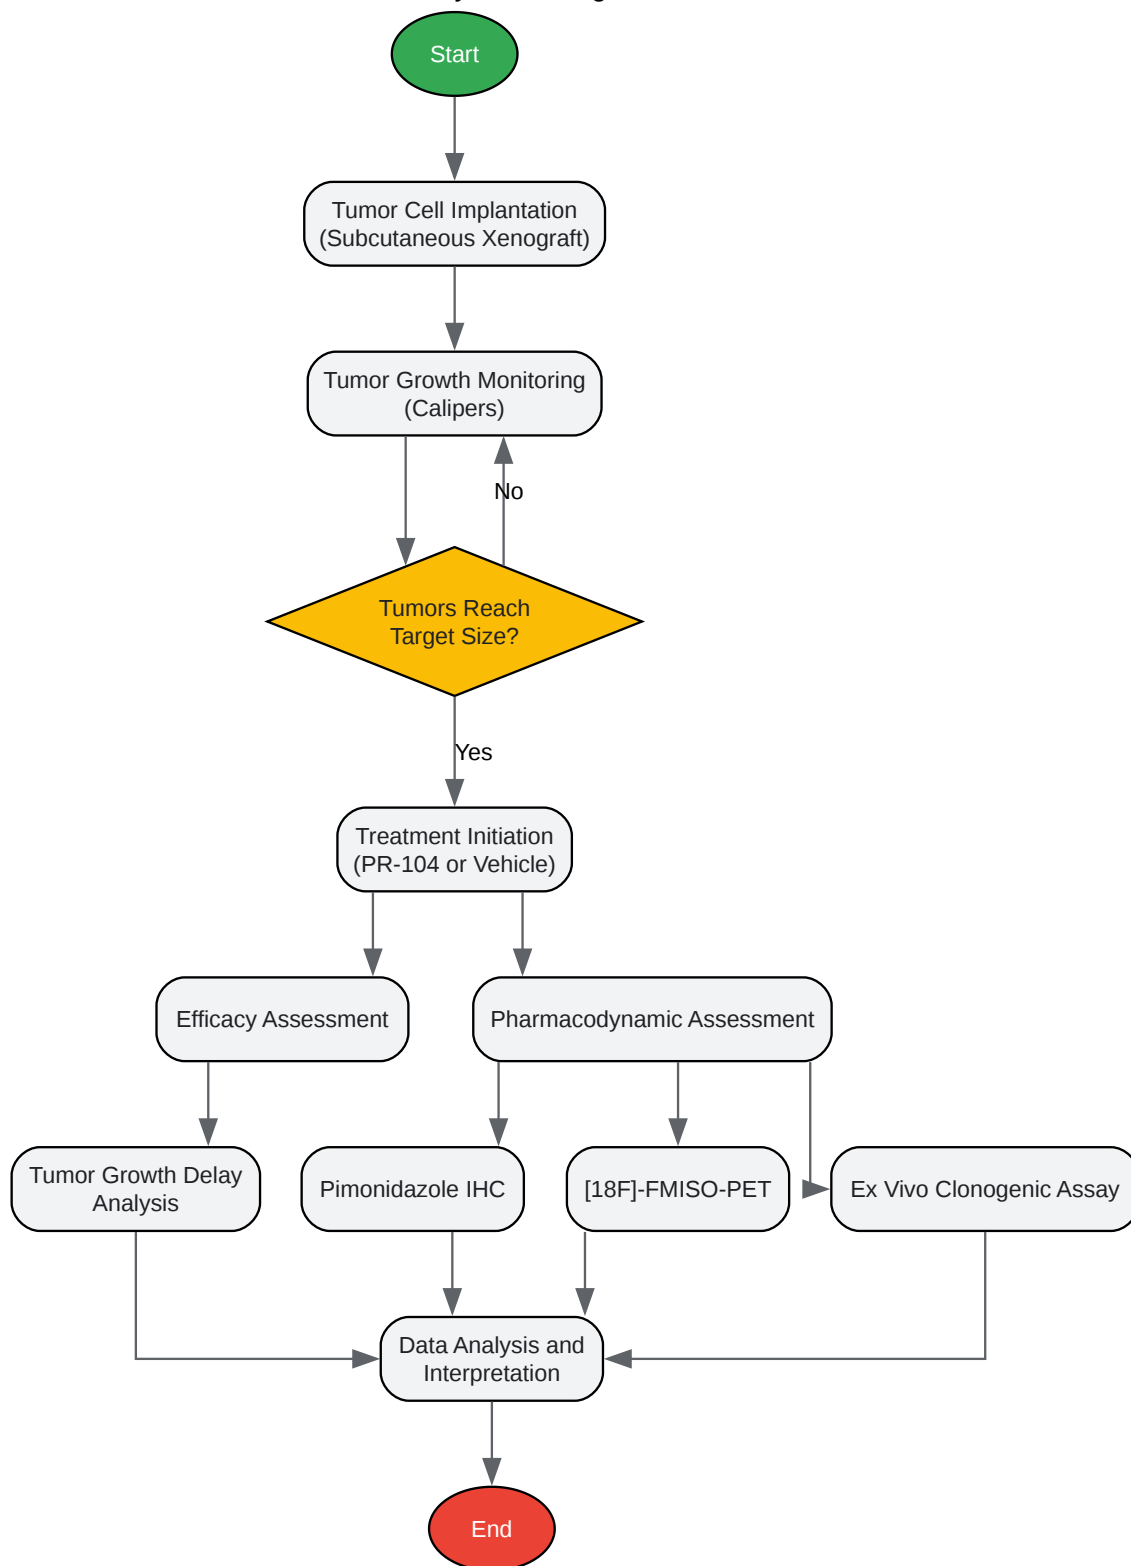 Start
Tumor Cell Implantation
(Subcutaneous Xenograft)
Tumor Growth Monitoring
(Calipers)
No
Tumors Reach
Target Size?
Yes
Treatment Initiation
(PR-104 or Vehicle)
Efficacy Assessment
Pharmacodynamic Assessment
Tumor Growth Delay
Analysis
Pimonidazole IHC
[18F]-FMISO-PET
Ex Vivo Clonogenic Assay
Data Analysis and
Interpretation
End